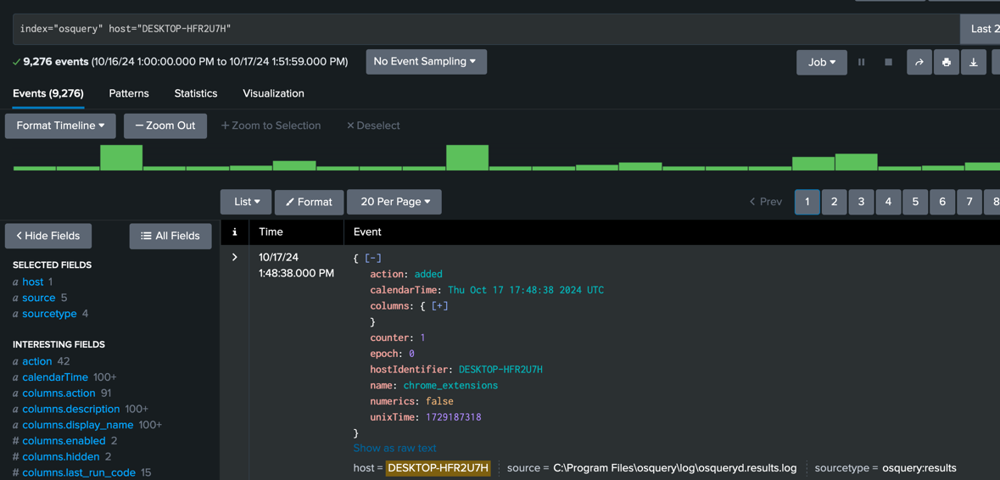 index="osquery" host="DESKTOP-HFR2U7H"
Last 2
✓ 9,276 events (10/16/24 1:00:00.000 PM to 10/17/24 1:51:59.000 PM)
No Event Sampling ▾
Job ▾
Events (9,276) Patterns Statistics Visualization
Format Timeline ▾ — Zoom Out + Zoom to Selection × Deselect
List ▾ Format 20 Per Page ▾ < Prev 1 2 3 4 5 6 7 8
< Hide Fields All Fields
i Time Event
SELECTED FIELDS
a host 1
a source 5
a sourcetype 4
INTERESTING FIELDS
a action 42
a calendarTime 100+
a columns.action 91
a columns.description 100+
a columns.display_name 100+
# columns.enabled 2
# columns.hidden 2
# columns.last_run_code 15
> 10/17/24
1:48:38.000 PM
{ [-]
action: added
calendarTime: Thu Oct 17 17:48:38 2024 UTC
columns: { [+]
}
counter: 1
epoch: 0
hostIdentifier: DESKTOP-HFR2U7H
name: chrome_extensions
numerics: false
unixTime: 1729187318
}
Show as raw text
host = DESKTOP-HFR2U7H source = C:\Program Files\osquery\log\osqueryd.results.log sourcetype = osquery:results